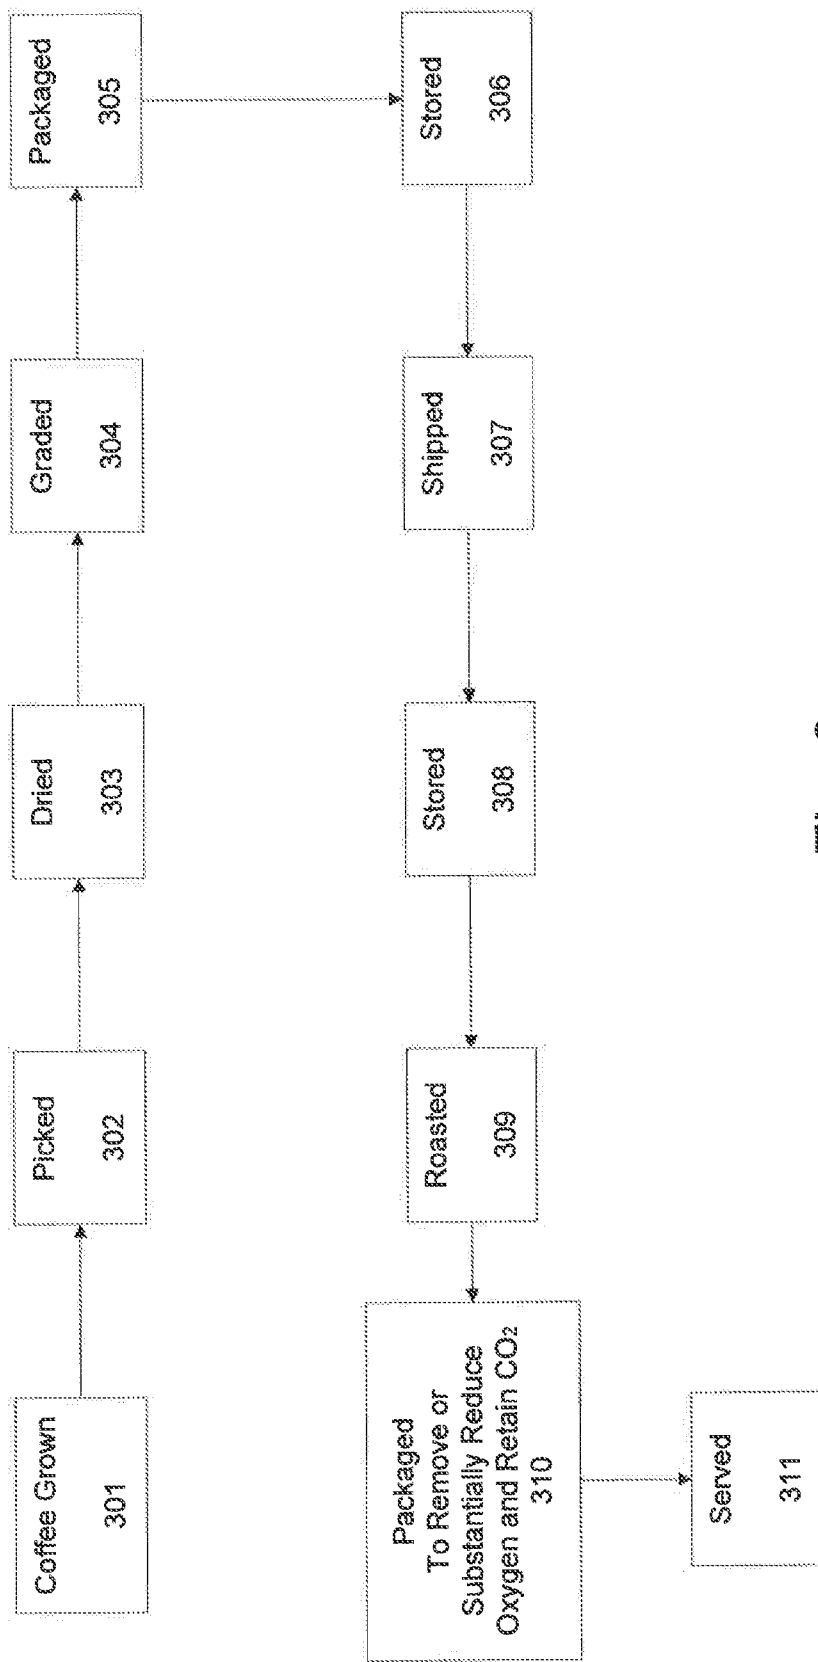 Coffee Grown
301
Picked
302
Dried
303
Graded
304
Packaged
305
Stored
306
Shipped
307
Stored
308
Roasted
309
Packaged
To Remove or
Substantially Reduce
Oxygen and Retain CO2
310
Served
311